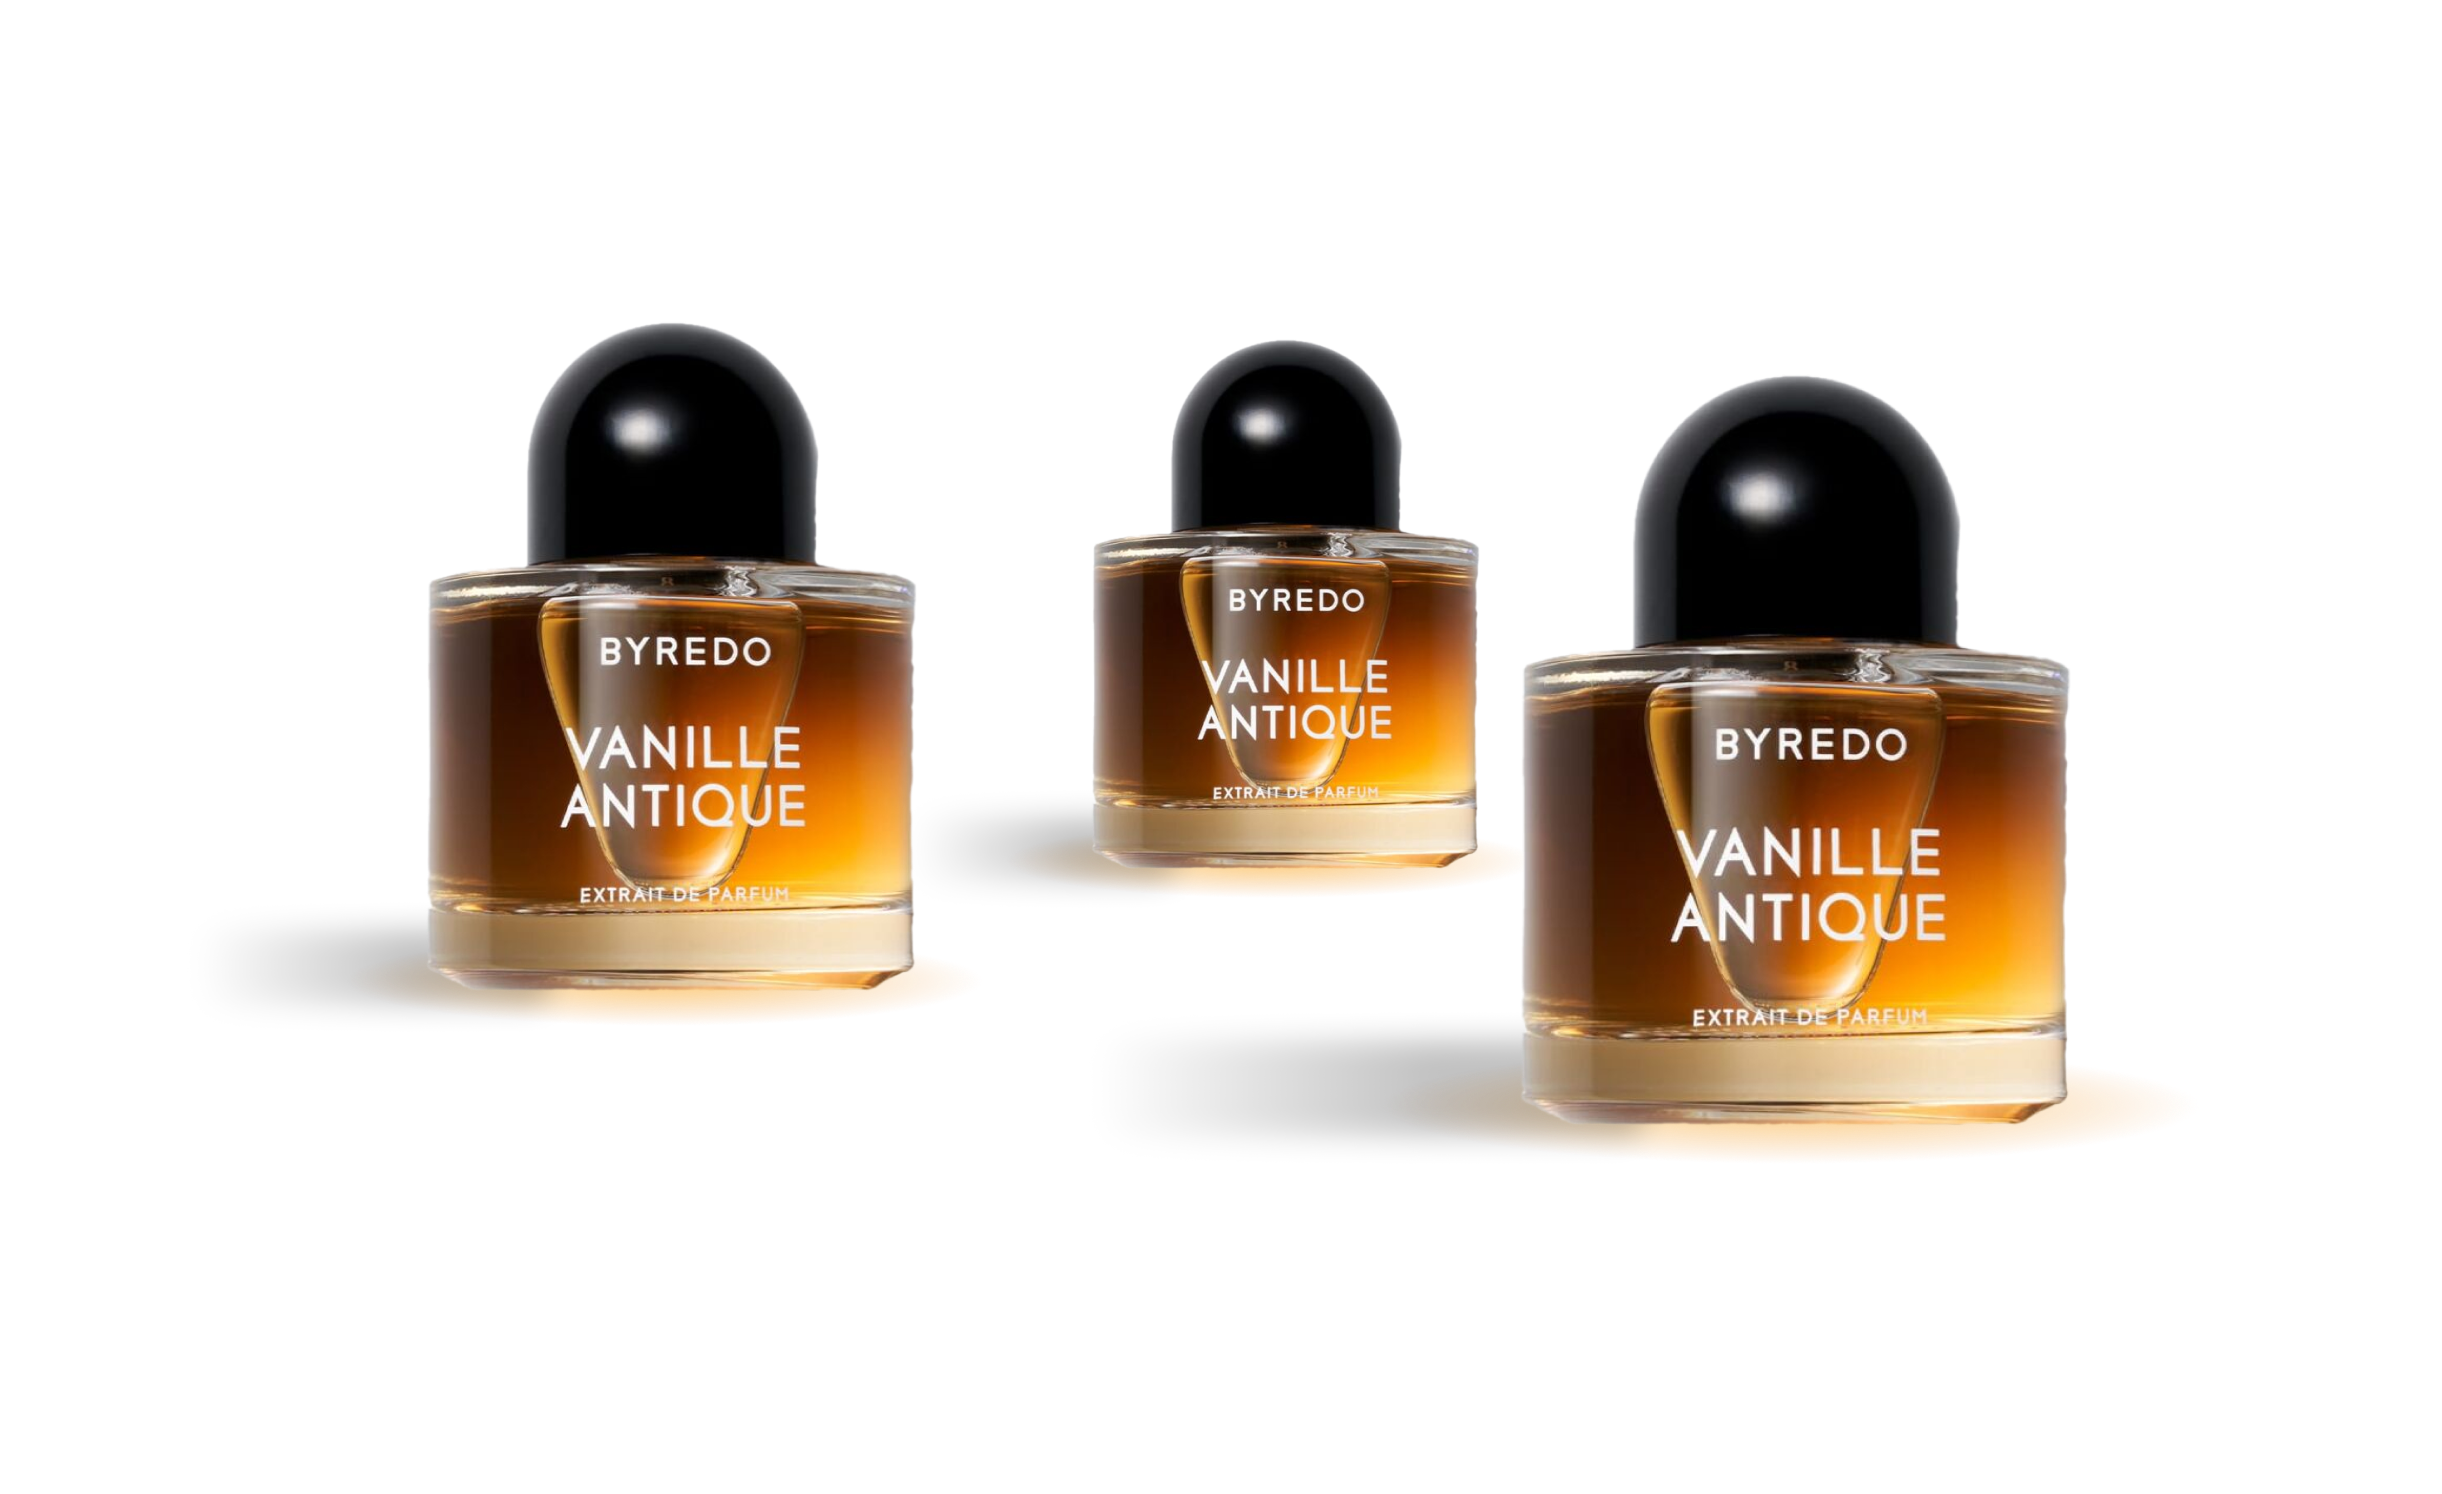 BYREDO
VANILLE
ANTIQUE
EXTRAIT DE PARFUM
BYREDO
VANILLE
ANTIQUE
EXTRAIT DE PARFUM
BYREDO
VANILLE
ANTIQUE
EXTRAIT DE PARFUM